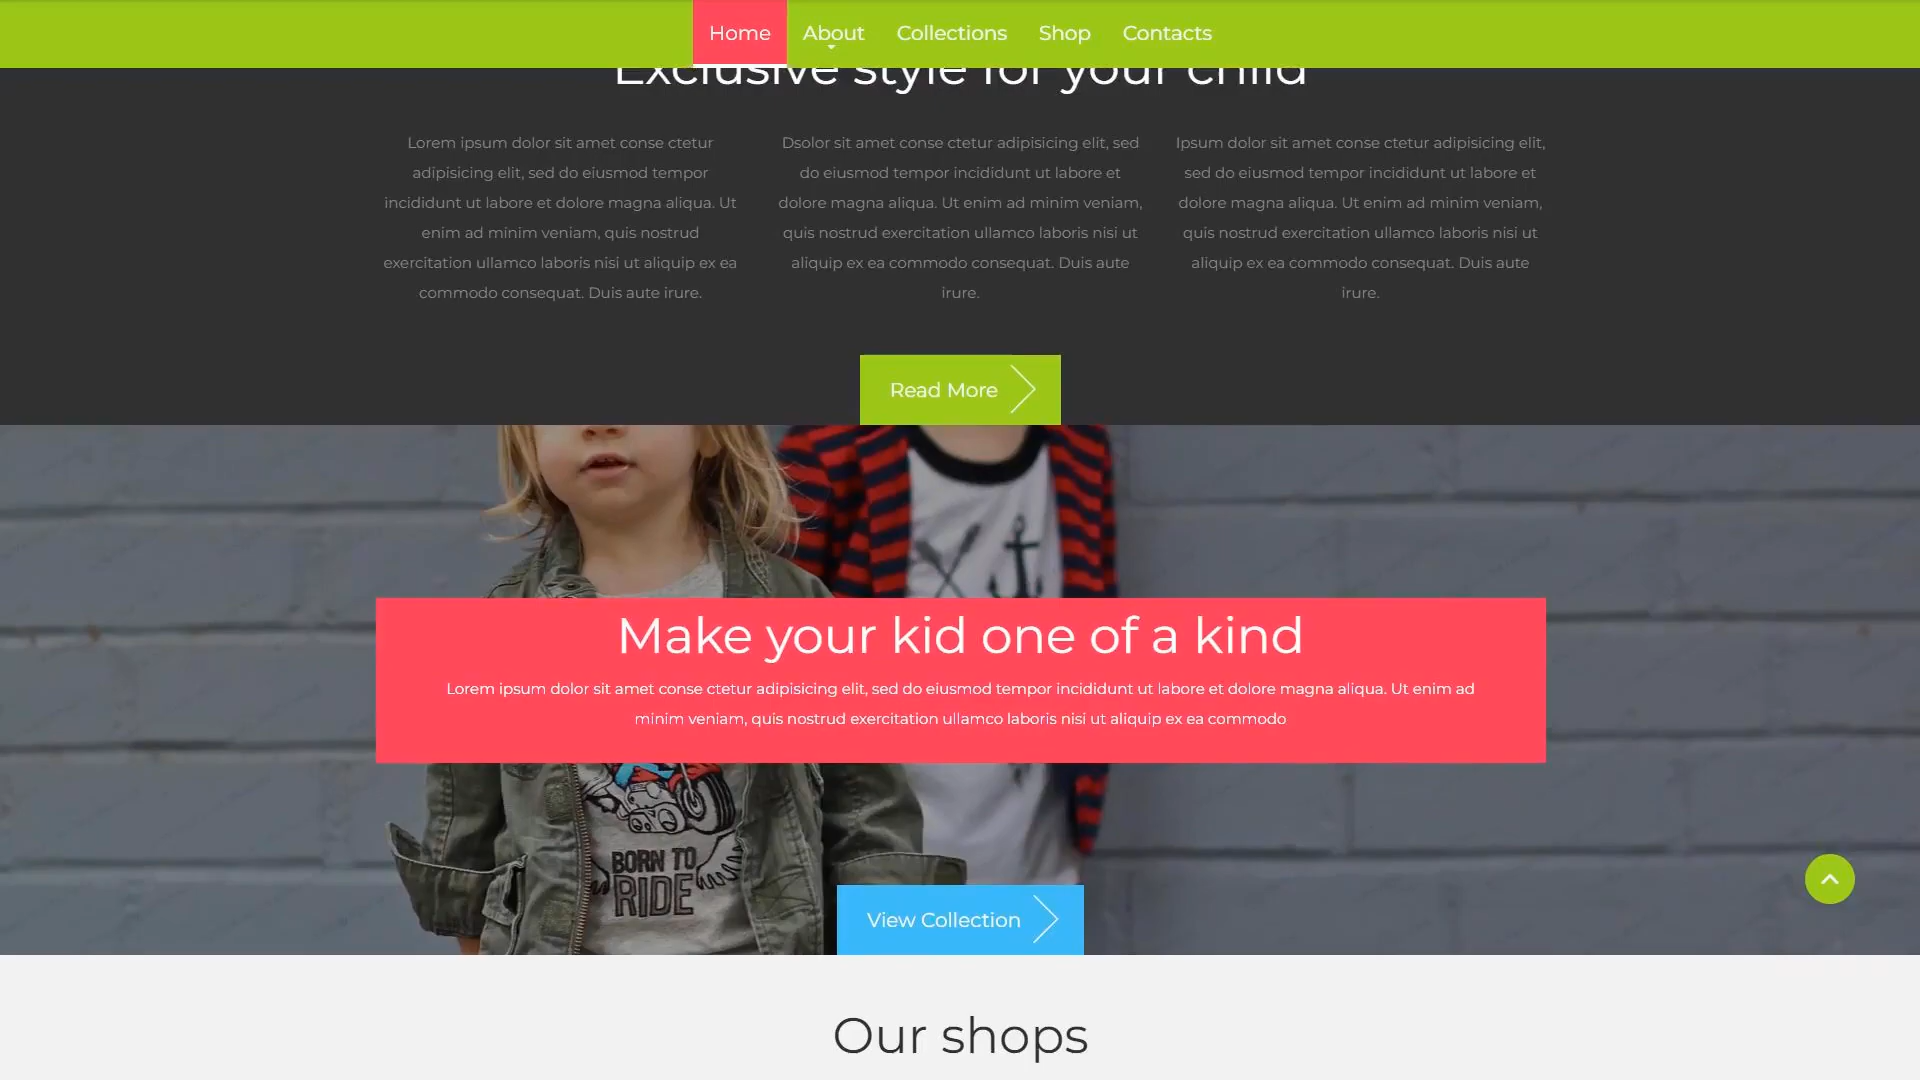 Home About Collections Shop Contacts
Exclusive style for your child
Lorem ipsum dolor sit amet conse ctetur
adipisicing elit, sed do eiusmod tempor
incididunt ut labore et dolore magna aliqua. Ut
enim ad minim veniam, quis nostrud
exercitation ullamco laboris nisi ut aliquip ex ea
commodo consequat. Duis aute irure.
Dsolor sit amet conse ctetur adipisicing elit, sed
do eiusmod tempor incididunt ut labore et
dolore magna aliqua. Ut enim ad minim veniam,
quis nostrud exercitation ullamco laboris nisi ut
aliquip ex ea commodo consequat. Duis aute
irure.
Ipsum dolor sit amet conse ctetur adipisicing elit,
sed do eiusmod tempor incididunt ut labore et
dolore magna aliqua. Ut enim ad minim veniam,
quis nostrud exercitation ullamco laboris nisi ut
aliquip ex ea commodo consequat. Duis aute
irure.
Read More
Make your kid one of a kind
Lorem ipsum dolor sit amet conse ctetur adipisicing elit, sed do eiusmod tempor incididunt ut labore et dolore magna aliqua. Ut enim ad
minim veniam, quis nostrud exercitation ullamco laboris nisi ut aliquip ex ea commodo
BORN TO
RIDE
View Collection
Our shops